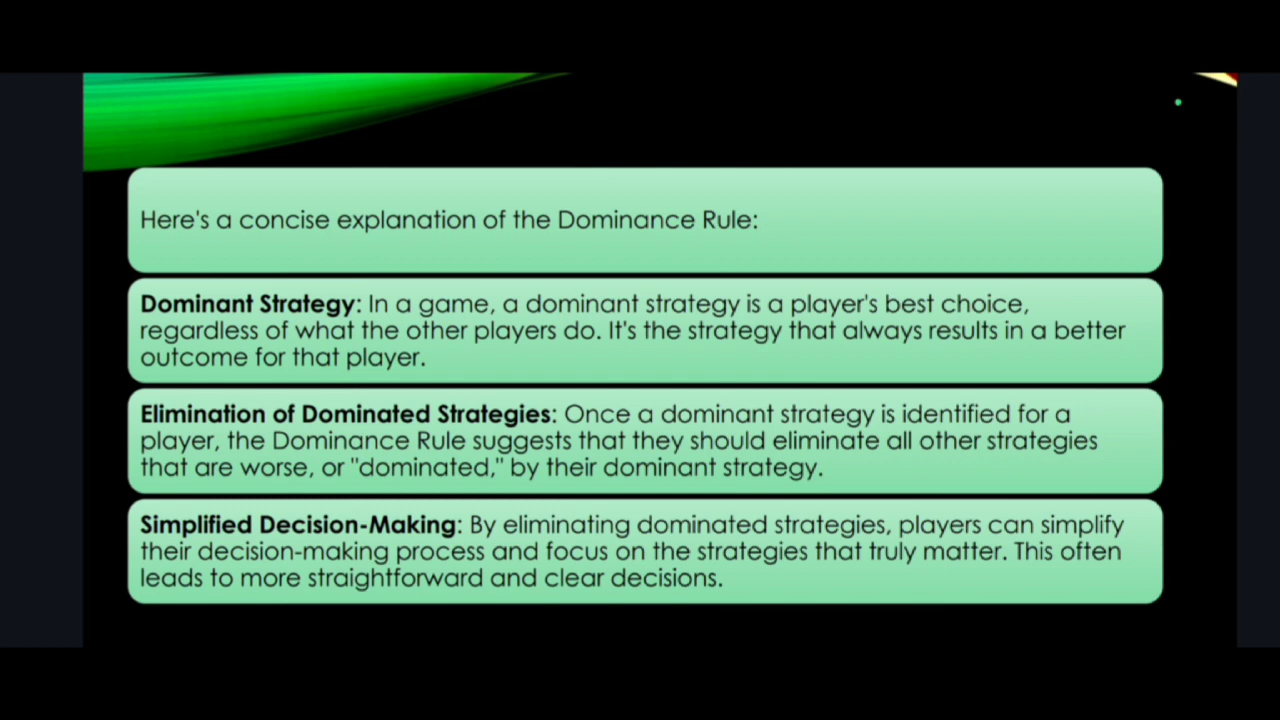 Here's a concise explanation of the Dominance Rule:
Dominant Strategy: In a game, a dominant strategy is a player's best choice,
regardless of what the other players do. It's the strategy that always results in a better
outcome for that player.
Elimination of Dominated Strategies: Once a dominant strategy is identified for a
player, the Dominance Rule suggests that they should eliminate all other strategies
that are worse, or "dominated," by their dominant strategy.
Simplified Decision-Making: By eliminating dominated strategies, players can simplify
their decision-making process and focus on the strategies that truly matter. This often
leads to more straightforward and clear decisions.